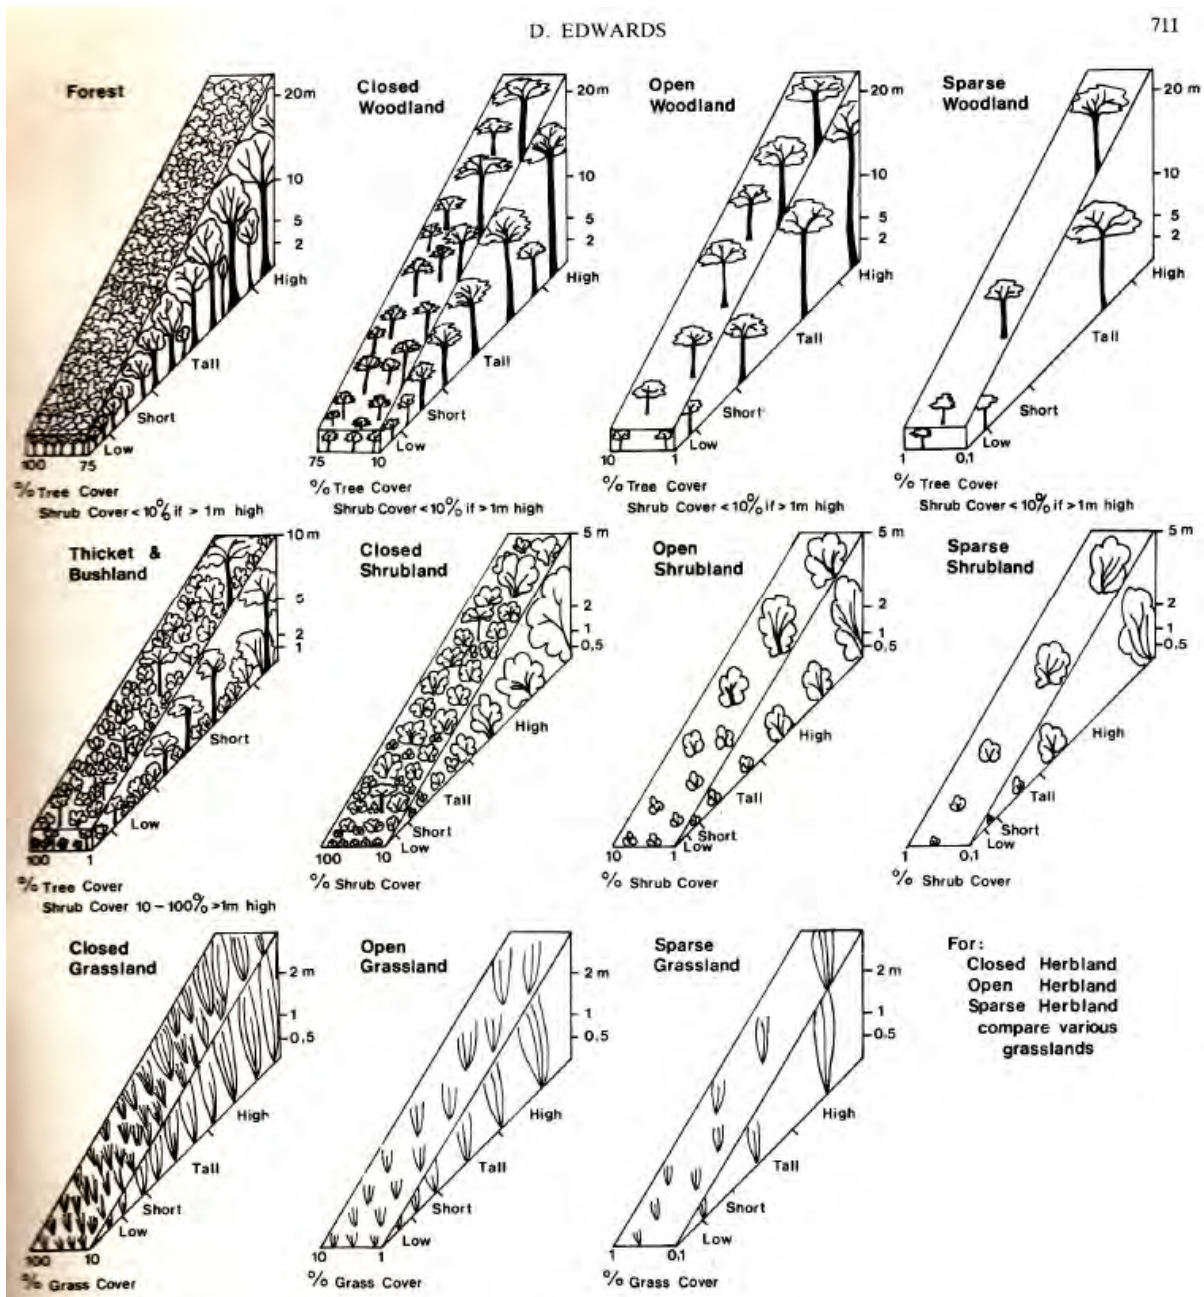 D. EDWARDS
711
Forest
20m
10
5
2
High
Tall
Short
Low
100 75
% Tree Cover
Shrub Cover < 10% if > 1m high
Closed
Woodland
20m
10
5
2
High
Tall
Short
Low
75 10
% Tree Cover
Shrub Cover < 10% if > 1m high
Open
Woodland
20m
10
5
2
High
Tall
Short
Low
10 1
% Tree Cover
Shrub Cover < 10% if > 1m high
Sparse
Woodland
20 m
10
5
2
High
Tall
Short
Low
1 0,1
% Tree Cover
Shrub Cover < 10% if > 1m high
Thicket &
Bushland
10 m
5
2
1
Short
Low
100 1
% Tree Cover
Shrub Cover 10 – 100% > 1m high
Closed
Shrubland
5 m
2
1
0,5
High
Tall
Short
Low
100 10
% Shrub Cover
Open
Shrubland
5 m
2
1
0,5
High
Tall
Short
Low
10 1
% Shrub Cover
Sparse
Shrubland
5 m
2
1
0,5
High
Tall
Short
Low
1 0,1
% Shrub Cover
Closed
Grassland
2 m
1
0,5
High
Tall
Short
Low
100 10
% Grass Cover
Open
Grassland
2 m
1
0,5
High
Tall
Short
Low
10 1
% Grass Cover
Sparse
Grassland
2 m
1
0,5
High
Tall
Short
Low
1 0,1
% Grass Cover
For:
Closed Herbland
Open Herbland
Sparse Herbland
compare various
grasslands